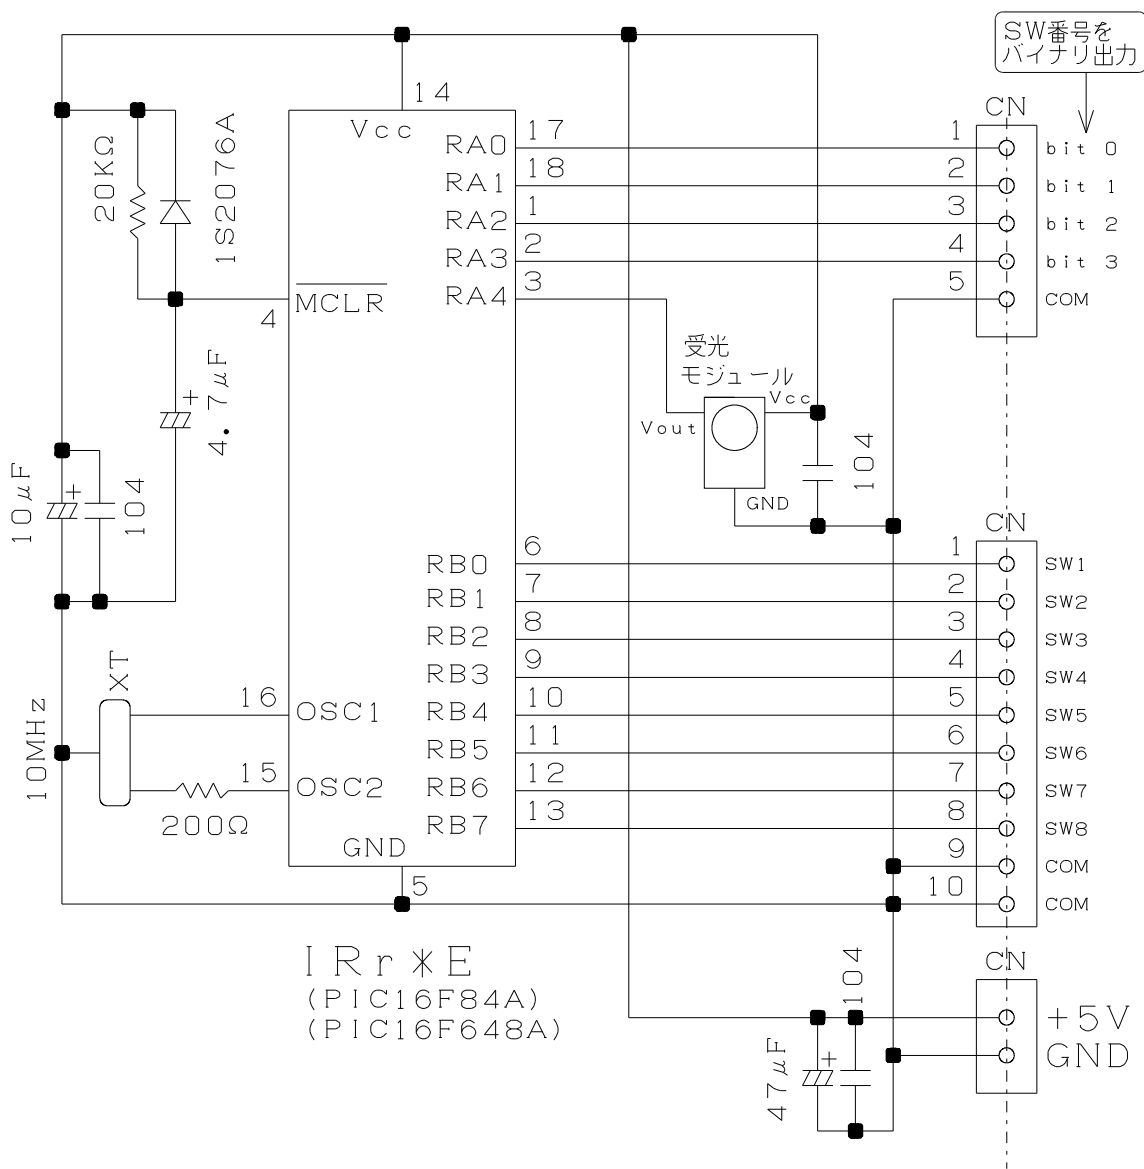 SW番号を
バイナリ出力
CN
14
Vcc
20KΩ
1S2076A
RA0 17 1 bit 0
RA1 18 2 bit 1
RA2 1 3 bit 2
RA3 2 4 bit 3
RA4 3 5 COM
MCLR
4
4.7μF
受光
モジュール
Vcc
Vout
GND
104
10μF
104
CN
RB0 6 1 SW1
RB1 7 2 SW2
RB2 8 3 SW3
RB3 9 4 SW4
RB4 10 5 SW5
RB5 11 6 SW6
RB6 12 7 SW7
RB7 13 8 SW8
9 COM
10 COM
XT
10MHz
16 OSC1
15 OSC2
200Ω
GND
5
IRr*E
(PIC16F84A)
(PIC16F648A)
CN
104
47μF
+5V
GND